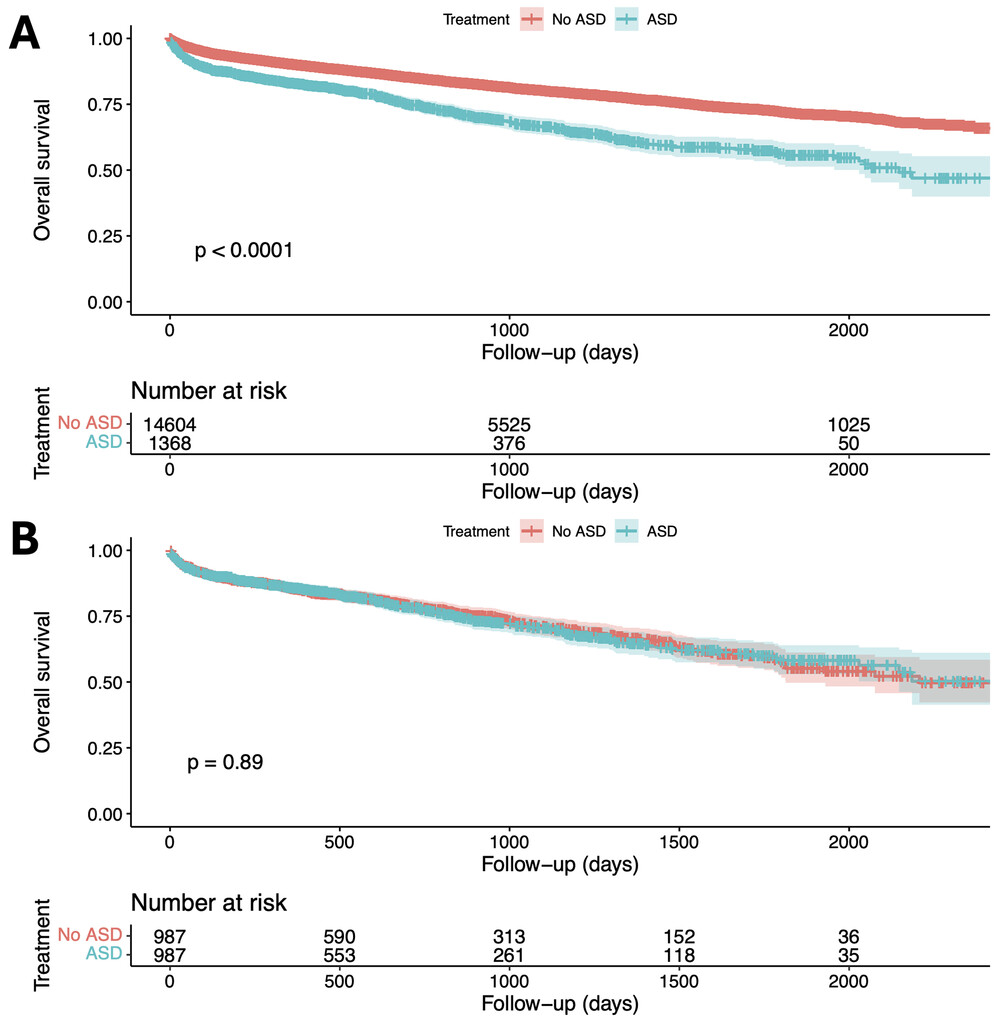 A
Treatment No ASD ASD
Overall survival
1.00
0.75
0.50
0.25
0.00
p < 0.0001
0 1000 2000
Follow−up (days)
Number at risk
Treatment
No ASD 14604 5525 1025
ASD 1368 376 50
0 1000 2000
Follow−up (days)
B
Treatment No ASD ASD
Overall survival
1.00
0.75
0.50
0.25
0.00
p = 0.89
0 500 1000 1500 2000
Follow−up (days)
Number at risk
Treatment
No ASD 987 590 313 152 36
ASD 987 553 261 118 35
0 500 1000 1500 2000
Follow−up (days)